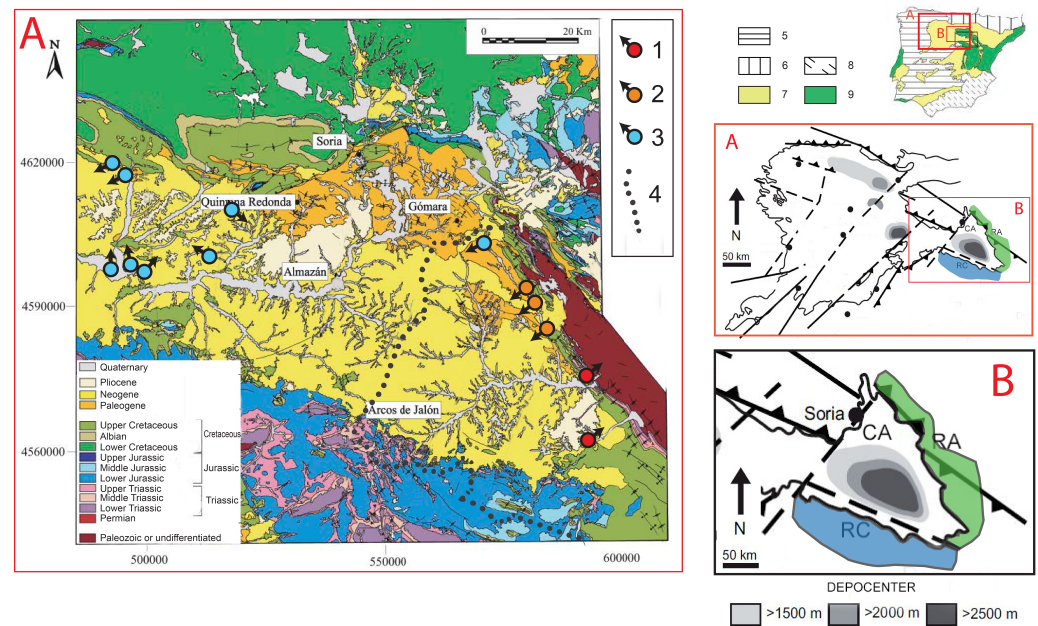 A
N
0 20 Km
1
2
3
4
Soria
4620000
Quintana Redonda
Gómara
Almazán
4590000
Arcos de Jalón
4560000
Quaternary
Pliocene
Neogene
Paleogene
Upper Cretaceous
Albian
Lower Cretaceous
Cretaceous
Upper Jurassic
Middle Jurassic
Lower Jurassic
Jurassic
Upper Triassic
Middle Triassic
Lower Triassic
Triassic
Permian
Paleozoic or undifferentiated
500000
550000
600000
5
6
8
7
9
A
B
A
B
N
50 km
CA
RA
RC
B
Soria
CA
RA
RC
N
50 km
DEPOCENTER
>1500 m
>2000 m
>2500 m